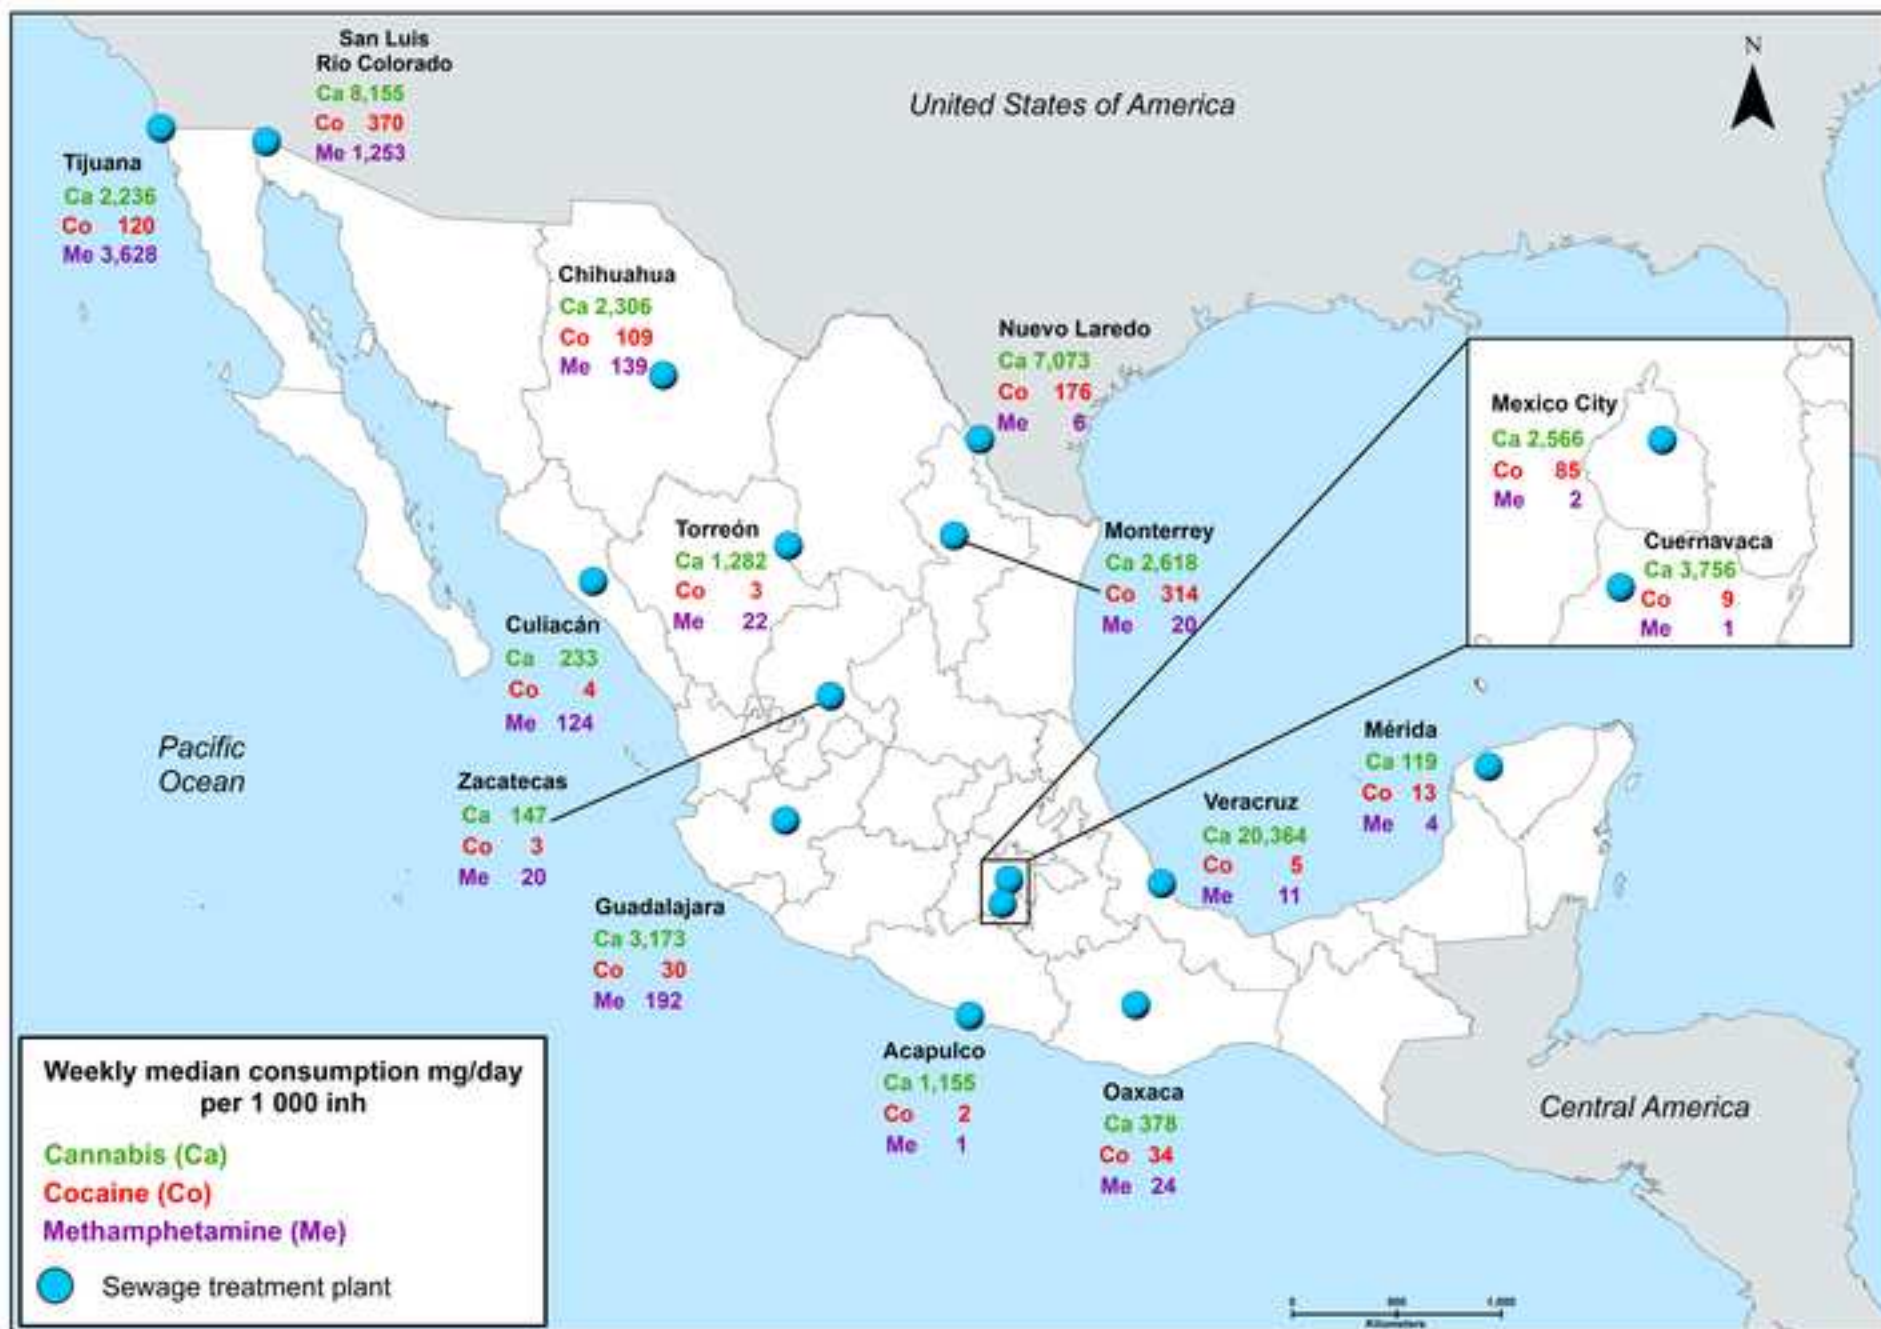 San Luis
Río Colorado
Ca 8,155
Co 370
Me 1,253
United States of America
N
Tijuana
Ca 2,236
Co 120
Me 3,628
Chihuahua
Ca 2,306
Co 109
Me 139
Nuevo Laredo
Ca 7,073
Co 176
Me 6
Mexico City
Ca 2,566
Co 85
Me 2
Cuernavaca
Ca 3,756
Co 9
Me 1
Torreón
Ca 1,282
Co 3
Me 22
Monterrey
Ca 2,618
Co 314
Me 20
Culiacán
Ca 233
Co 4
Me 124
Pacific
Ocean
Zacatecas
Ca 147
Co 3
Me 20
Mérida
Ca 119
Co 13
Me 4
Veracruz
Ca 20,364
Co 5
Me 11
Guadalajara
Ca 3,173
Co 30
Me 192
Acapulco
Ca 1,155
Co 2
Me 1
Oaxaca
Ca 378
Co 34
Me 24
Central America
Weekly median consumption mg/day
per 1 000 inh
Cannabis (Ca)
Cocaine (Co)
Methamphetamine (Me)
Sewage treatment plant
0 500 1,000
Kilometers